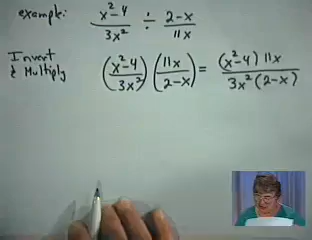 example: (x²-4)/(3x²) ÷ (2-x)/(11x)
Invert & Multiply ((x²-4)/(3x²)) ((11x)/(2-x)) = ((x²-4) 11x)/(3x²(2-x))